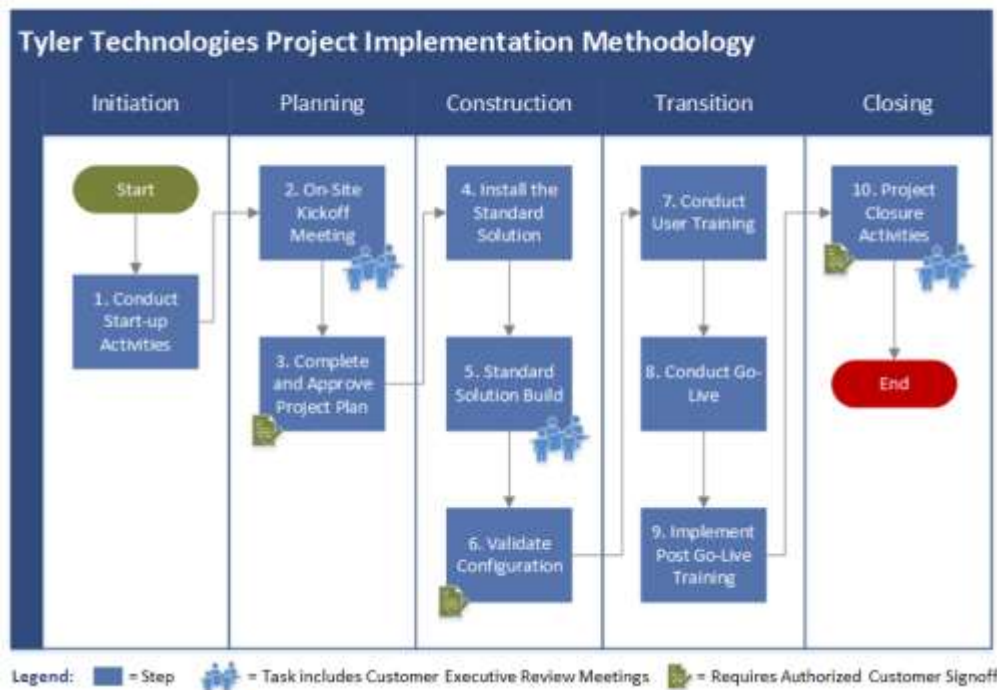 Tyler Technologies Project Implementation Methodology
Initiation
Planning
Construction
Transition
Closing
Start
1. Conduct
Start-up
Activities
2. On-Site
Kickoff
Meeting
3. Complete
and Approve
Project Plan
4. Install the
Standard
Solution
5. Standard
Solution Build
6. Validate
Configuration
7. Conduct
User Training
8. Conduct Go-
Live
9. Implement
Post Go-Live
Training
10. Project
Closure
Activities
End
Legend: = Step = Task includes Customer Executive Review Meetings = Requires Authorized Customer Signoff